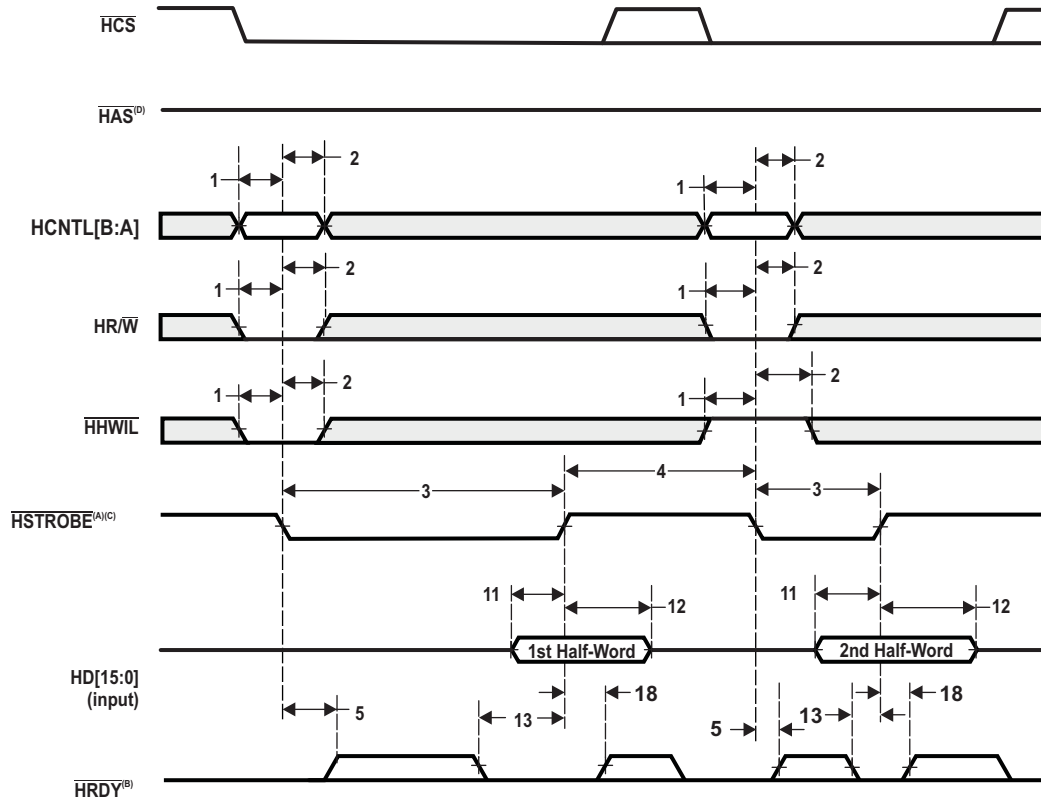 HCS
HAS(D)
2
2
1
1
HCNTL[B:A]
2
2
1
1
HR/W
2
2
1
1
HHWIL
4
3
3
HSTROBE(A)(C)
11
12
11
12
1st Half-Word
2nd Half-Word
HD[15:0]
(input)
5
13
18
5
13
18
HRDY(B)